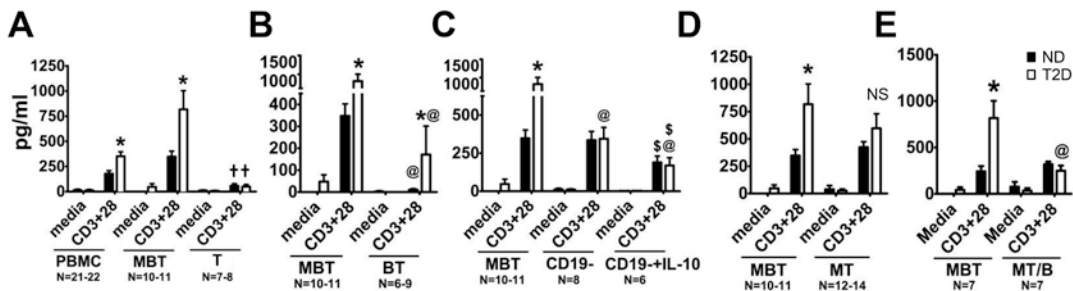 A
pg/ml
1250
1000
750
500
250
0
*
*
††
media
CD3+28
media
CD3+28
media
CD3+28
PBMC
N=21-22
MBT
N=10-11
T
N=7-8
B
1500
1000
400
300
200
100
0
*
*@
@
media
CD3+28
media
CD3+28
MBT
N=10-11
BT
N=6-9
C
1500
1000
500
250
0
*
@
$
$
@
media
CD3+28
media
CD3+28
media
CD3+28
MBT
N=10-11
CD19-
N=8
CD19-+IL-10
N=6
D
1250
1000
750
500
250
0
*
NS
media
CD3+28
media
CD3+28
MBT
N=10-11
MT
N=12-14
E
1500
1000
500
0
*
@
ND
T2D
Media
CD3+28
Media
CD3+28
MBT
N=7
MT/B
N=7